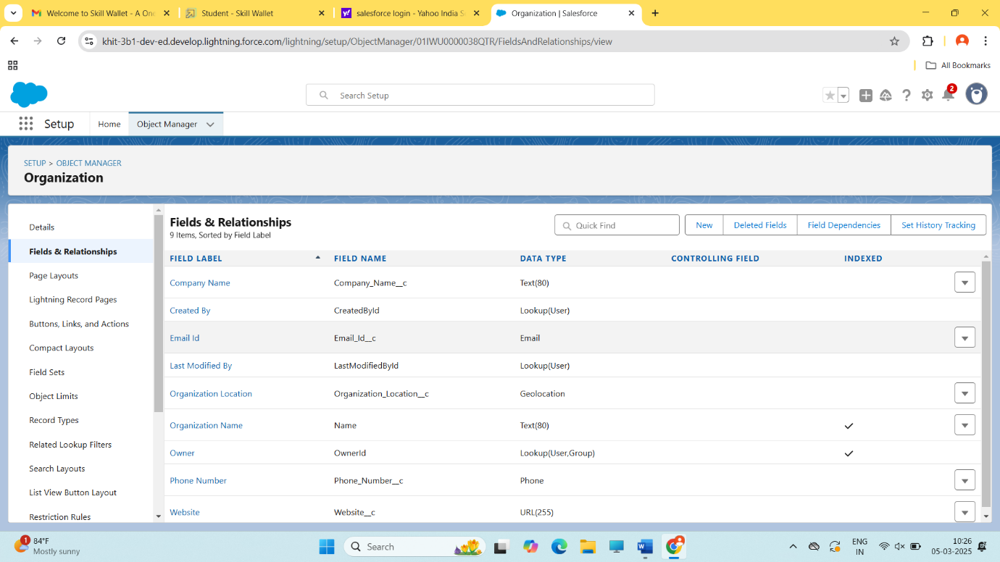 Welcome to Skill Wallet - A One
Student - Skill Wallet
salesforce login - Yahoo India S
Organization | Salesforce
khit-3b1-dev-ed.develop.lightning.force.com/lightning/setup/ObjectManager/01IWU0000038QTR/FieldsAndRelationships/view
All Bookmarks
Search Setup
2
Setup
Home
Object Manager
SETUP > OBJECT MANAGER
Organization
Details
Fields & Relationships
Page Layouts
Lightning Record Pages
Buttons, Links, and Actions
Compact Layouts
Field Sets
Object Limits
Record Types
Related Lookup Filters
Search Layouts
List View Button Layout
Restriction Rules
Fields & Relationships
9 Items, Sorted by Field Label
Quick Find
New
Deleted Fields
Field Dependencies
Set History Tracking
FIELD LABEL FIELD NAME DATA TYPE CONTROLLING FIELD INDEXED
Company Name Company_Name__c Text(80)
Created By CreatedById Lookup(User)
Email Id Email_Id__c Email
Last Modified By LastModifiedById Lookup(User)
Organization Location Organization_Location__c Geolocation
Organization Name Name Text(80)
Owner OwnerId Lookup(User,Group)
Phone Number Phone_Number__c Phone
Website Website__c URL(255)
1
84°F
Mostly sunny
Search
ENG
IN
10:26
05-03-2025